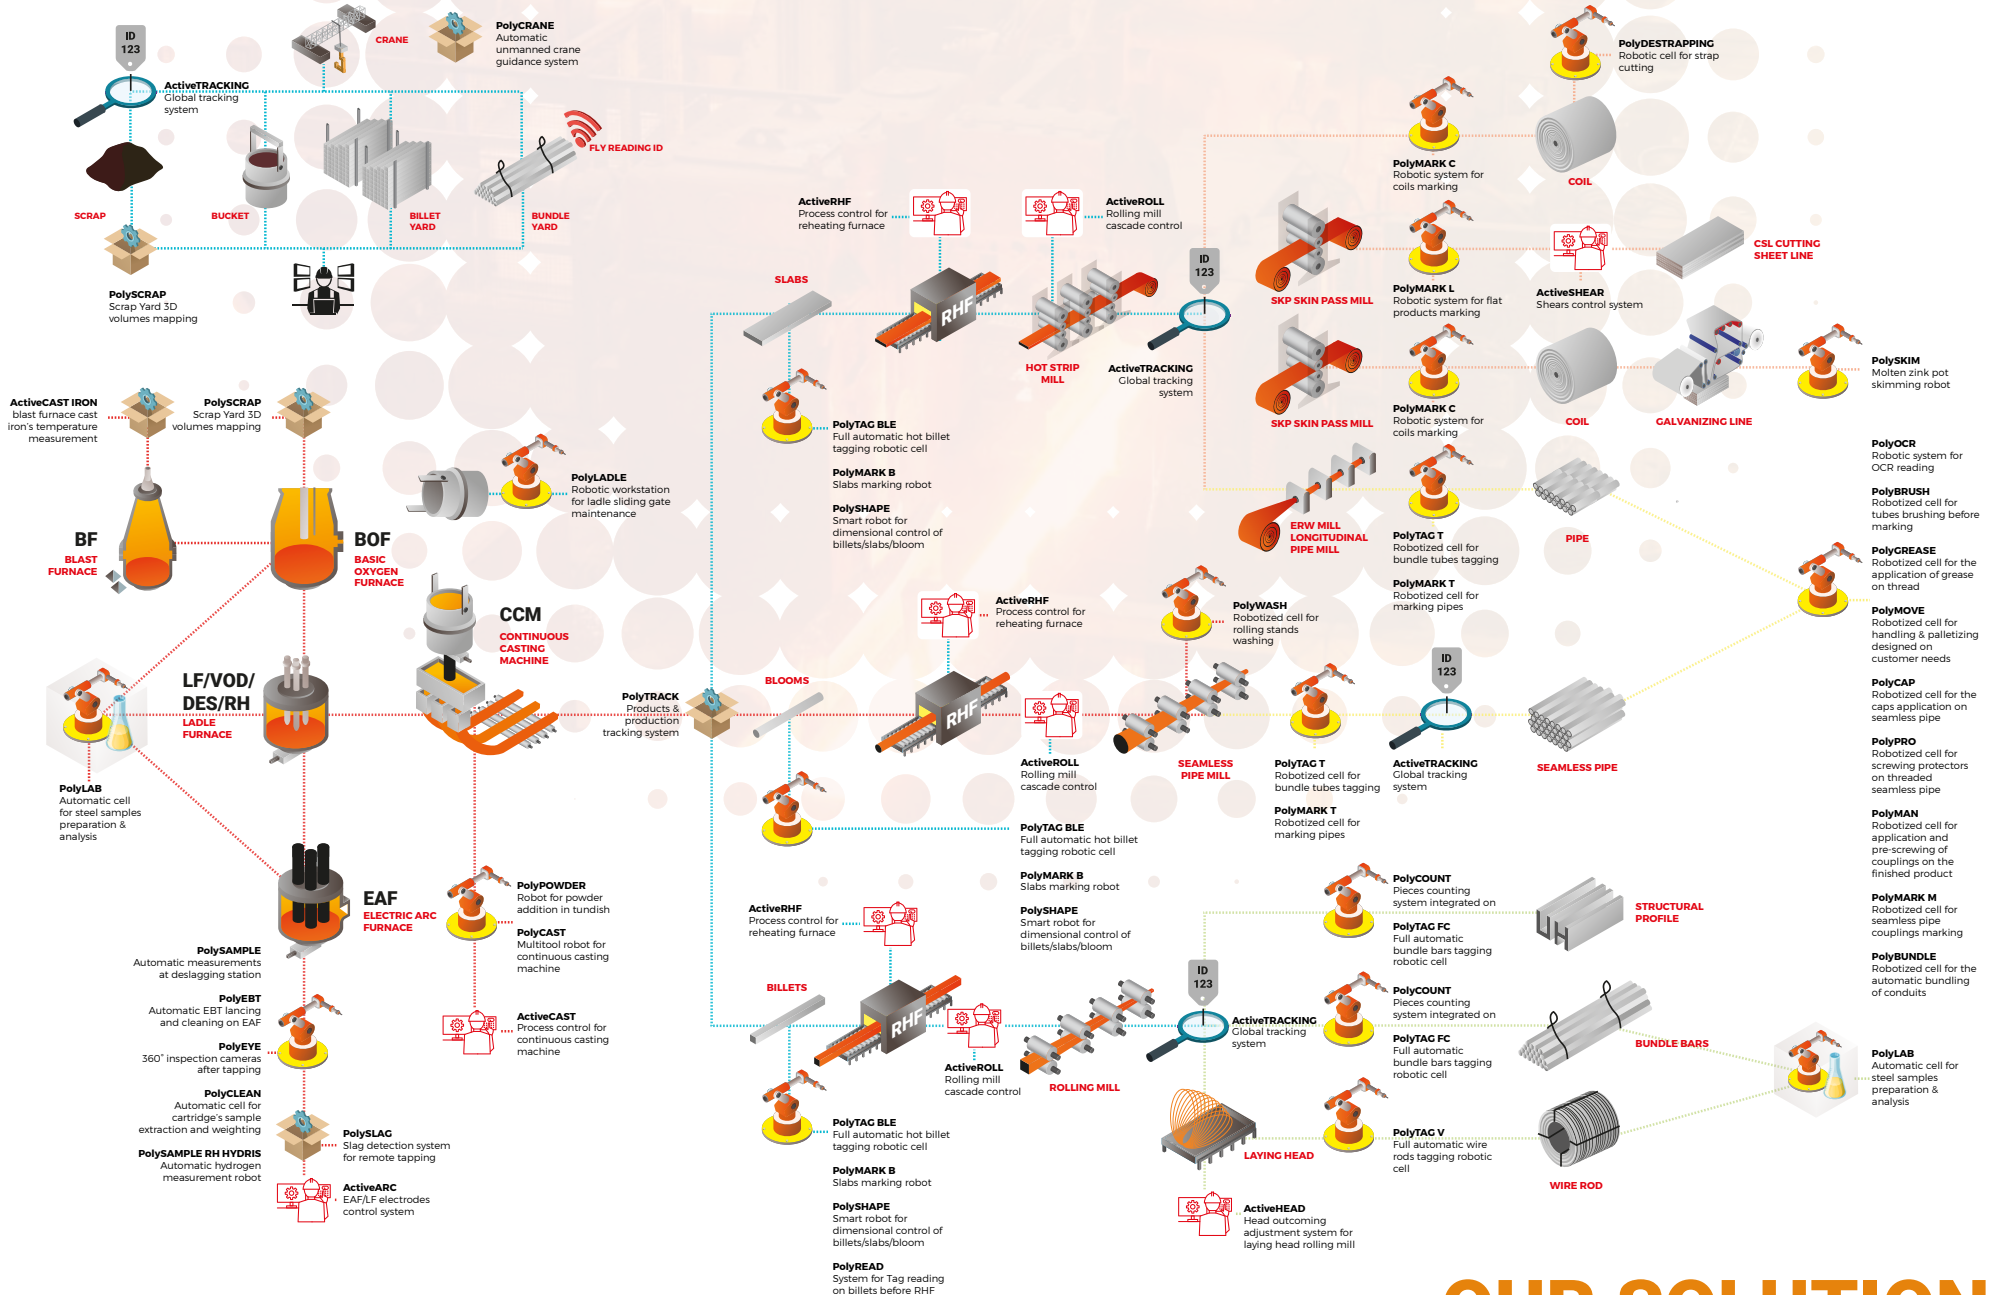 ID
123
CRANE
PolyCRANE
Automatic
unmanned crane
guidance system
ActiveTRACKING
Global tracking
system
FLY READING ID
SCRAP
BUCKET
BILLET
YARD
BUNDLE
YARD
PolySCRAP
Scrap Yard 3D
volumes mapping
ActiveCAST IRON
blast furnace cast
iron's temperature
measurement
PolySCRAP
Scrap Yard 3D
volumes mapping
PolyLADLE
Robotic workstation
for ladle sliding gate
maintenance
BF
BLAST
FURNACE
BOF
BASIC
OXYGEN
FURNACE
CCM
CONTINUOUS
CASTING
MACHINE
LF/VOD/
DES/RH
LADLE
FURNACE
PolyLAB
Automatic cell
for steel samples
preparation &
analysis
EAF
ELECTRIC ARC
FURNACE
PolySAMPLE
Automatic measurements
at deslagging station
PolyEBT
Automatic EBT lancing
and cleaning on EAF
PolyEYE
360° inspection cameras
after tapping
PolyCLEAN
Automatic cell for
cartridge's sample
extraction and weighting
PolySAMPLE RH HYDRIS
Automatic hydrogen
measurement robot
PolySLAG
Slag detection system
for remote tapping
ActiveARC
EAF/LF electrodes
control system
PolyPOWDER
Robot for powder
addition in tundish
PolyCAST
Multitool robot for
continuous casting
machine
ActiveCAST
Process control for
continuous casting
machine
PolyTRACK
Products &
production
tracking system
SLABS
ActiveRHF
Process control for
reheating furnace
RHF
ActiveROLL
Rolling mill
cascade control
HOT STRIP
MILL
ID
123
ActiveTRACKING
Global tracking
system
PolyTAG BLE
Full automatic hot billet
tagging robotic cell
PolyMARK B
Slabs marking robot
PolySHAPE
Smart robot for
dimensional control of
billets/slabs/bloom
PolyDESTRAPPING
Robotic cell for strap
cutting
PolyMARK C
Robotic system for
coils marking
COIL
SKP SKIN PASS MILL
PolyMARK L
Robotic system for flat
products marking
ActiveSHEAR
Shears control system
CSL CUTTING
SHEET LINE
SKP SKIN PASS MILL
PolyMARK C
Robotic system for
coils marking
COIL
GALVANIZING LINE
PolySKIM
Molten zink pot
skimming robot
ERW MILL
LONGITUDINAL
PIPE MILL
PolyTAG T
Robotized cell for
bundle tubes tagging
PolyMARK T
Robotized cell for
marking pipes
PIPE
BLOOMS
ActiveRHF
Process control for
reheating furnace
RHF
ActiveROLL
Rolling mill
cascade control
PolyWASH
Robotized cell for
rolling stands
washing
SEAMLESS
PIPE MILL
PolyTAG T
Robotized cell for
bundle tubes tagging
PolyMARK T
Robotized cell for
marking pipes
ID
123
ActiveTRACKING
Global tracking
system
SEAMLESS PIPE
PolyTAG BLE
Full automatic hot billet
tagging robotic cell
PolyMARK B
Slabs marking robot
PolySHAPE
Smart robot for
dimensional control of
billets/slabs/bloom
PolyOCR
Robotic system for
OCR reading
PolyBRUSH
Robotized cell for
tubes brushing before
marking
PolyGREASE
Robotized cell for the
application of grease
on thread
PolyMOVE
Robotized cell for
handling & palletizing
designed on
customer needs
PolyCAP
Robotized cell for the
caps application on
seamless pipe
PolyPRO
Robotized cell for
screwing protectors
on threaded
seamless pipe
PolyMAN
Robotized cell for
application and
pre-screwing of
couplings on the
finished product
PolyMARK M
Robotized cell for
seamless pipe
couplings marking
PolyBUNDLE
Robotized cell for the
automatic bundling
of conduits
BILLETS
ActiveRHF
Process control for
reheating furnace
RHF
ActiveROLL
Rolling mill
cascade control
ROLLING MILL
ID
123
ActiveTRACKING
Global tracking
system
PolyTAG BLE
Full automatic hot billet
tagging robotic cell
PolyMARK B
Slabs marking robot
PolySHAPE
Smart robot for
dimensional control of
billets/slabs/bloom
PolyREAD
System for Tag reading
on billets before RHF
PolyCOUNT
Pieces counting
system integrated on
PolyTAG FC
Full automatic
bundle bars tagging
robotic cell
STRUCTURAL
PROFILE
PolyCOUNT
Pieces counting
system integrated on
PolyTAG FC
Full automatic
bundle bars tagging
robotic cell
BUNDLE BARS
LAYING HEAD
PolyTAG V
Full automatic wire
rods tagging robotic
cell
WIRE ROD
ActiveHEAD
Head outcoming
adjustment system for
laying head rolling mill
PolyLAB
Automatic cell for
steel samples
preparation &
analysis
OUR SOLUTION